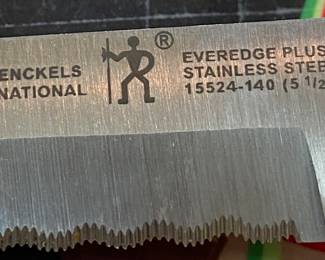 ENCKELS
NATIONAL
®
EVEREDGE PLUS
STAINLESS STEE
15524-140 (5 1/2